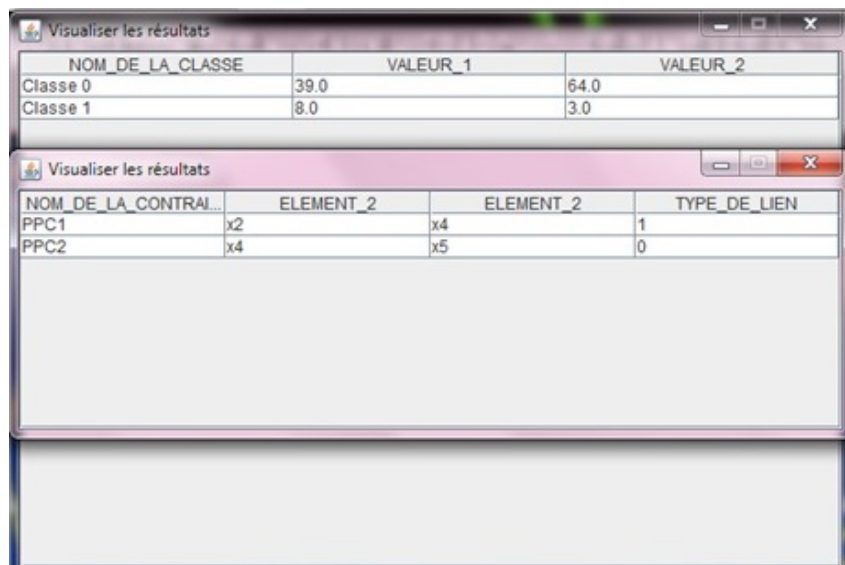 Visualiser les résultats
NOM_DE_LA_CLASSE VALEUR_1 VALEUR_2
Classe 0 39.0 64.0
Classe 1 8.0 3.0
Visualiser les résultats
NOM_DE_LA_CONTRAI... ELEMENT_2 ELEMENT_2 TYPE_DE_LIEN
PPC1 x2 x4 1
PPC2 x4 x5 0